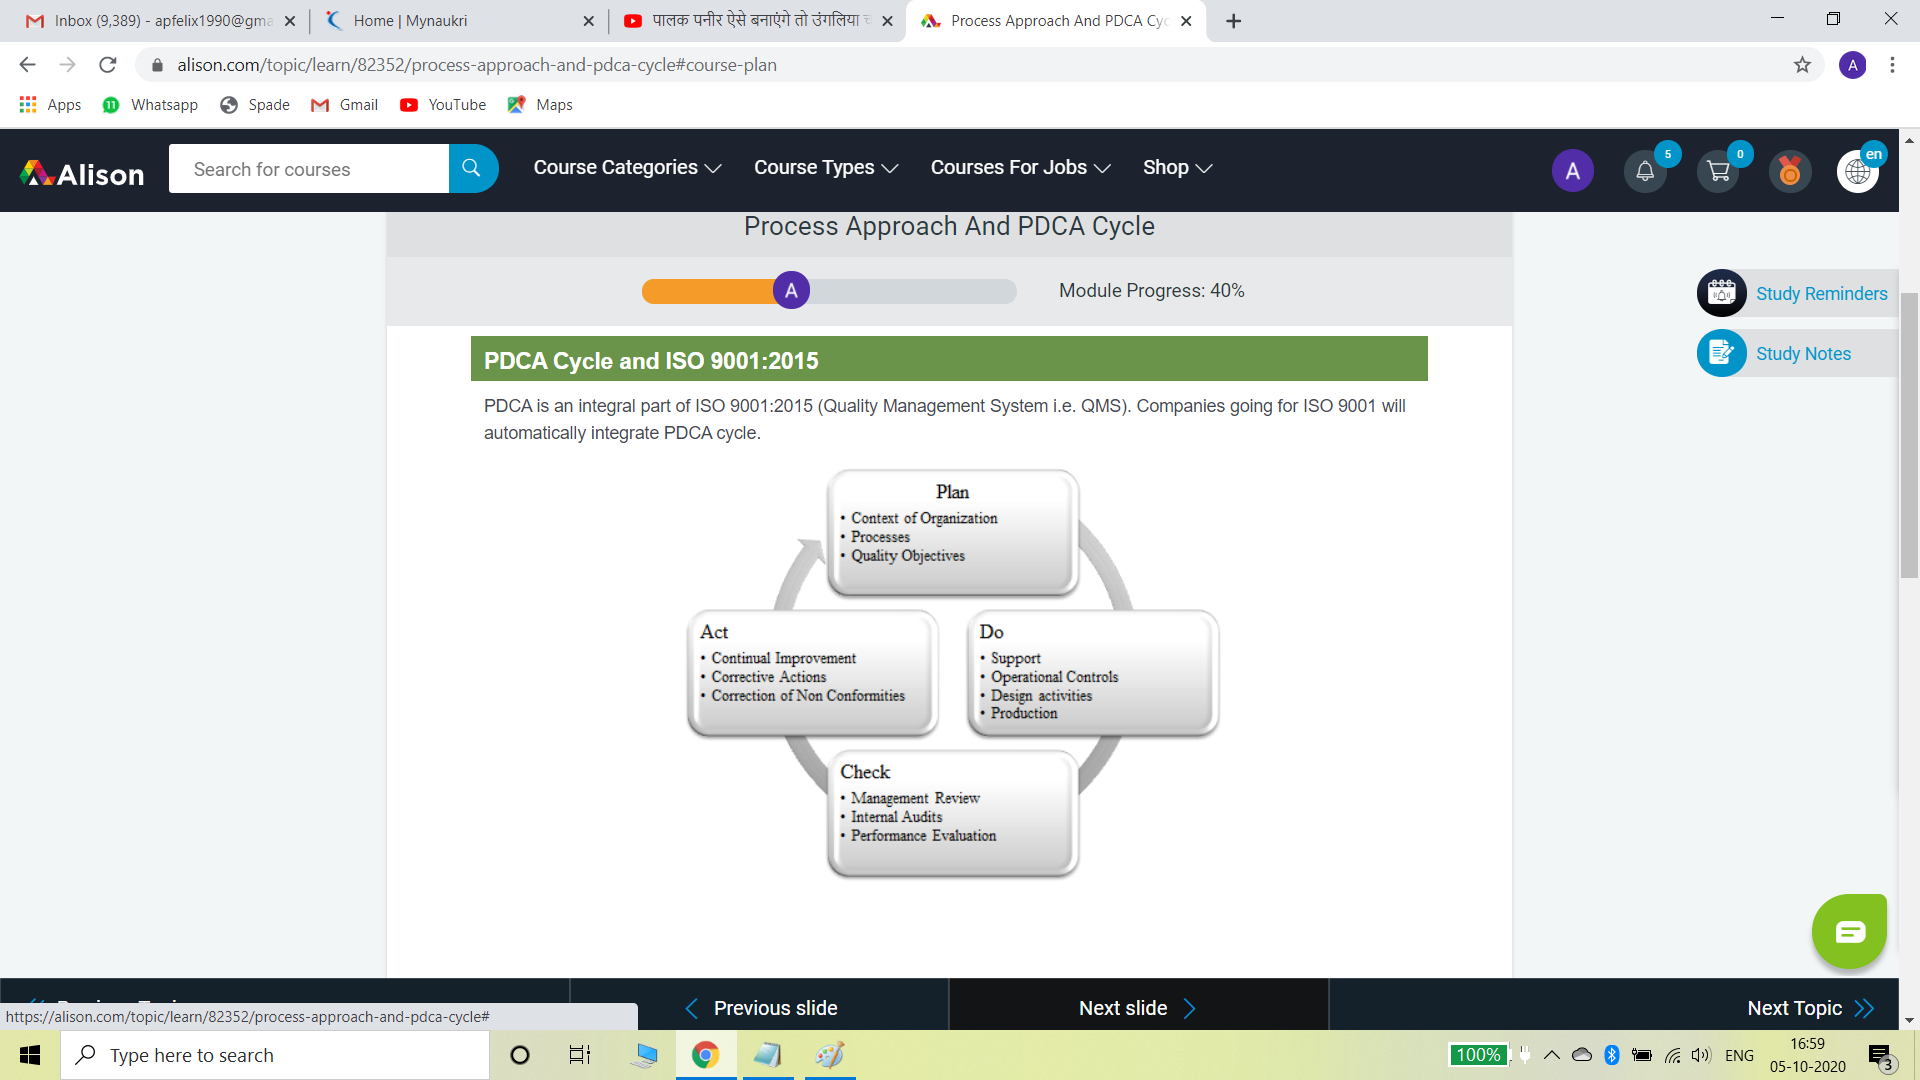 Inbox (9,389) - apfelix1990@gma
Home | Mynaukri
पालक पनीर ऐसे बनाएंगे तो उंगलिया च
Process Approach And PDCA Cyc
alison.com/topic/learn/82352/process-approach-and-pdca-cycle#course-plan
A
Apps
11
Whatsapp
Spade
Gmail
YouTube
Maps
Alison
Search for courses
Course Categories
Course Types
Courses For Jobs
Shop
A
5
0
en
Process Approach And PDCA Cycle
A
Module Progress: 40%
Study Reminders
Study Notes
PDCA Cycle and ISO 9001:2015
PDCA is an integral part of ISO 9001:2015 (Quality Management System i.e. QMS). Companies going for ISO 9001 will
automatically integrate PDCA cycle.
Plan
• Context of Organization
• Processes
• Quality Objectives
Act
• Continual Improvement
• Corrective Actions
• Correction of Non Conformities
Do
• Support
• Operational Controls
• Design activities
• Production
Check
• Management Review
• Internal Audits
• Performance Evaluation
Previous slide
Next slide
Next Topic
https://alison.com/topic/learn/82352/process-approach-and-pdca-cycle#
Type here to search
100%
ENG
16:59
05-10-2020
3